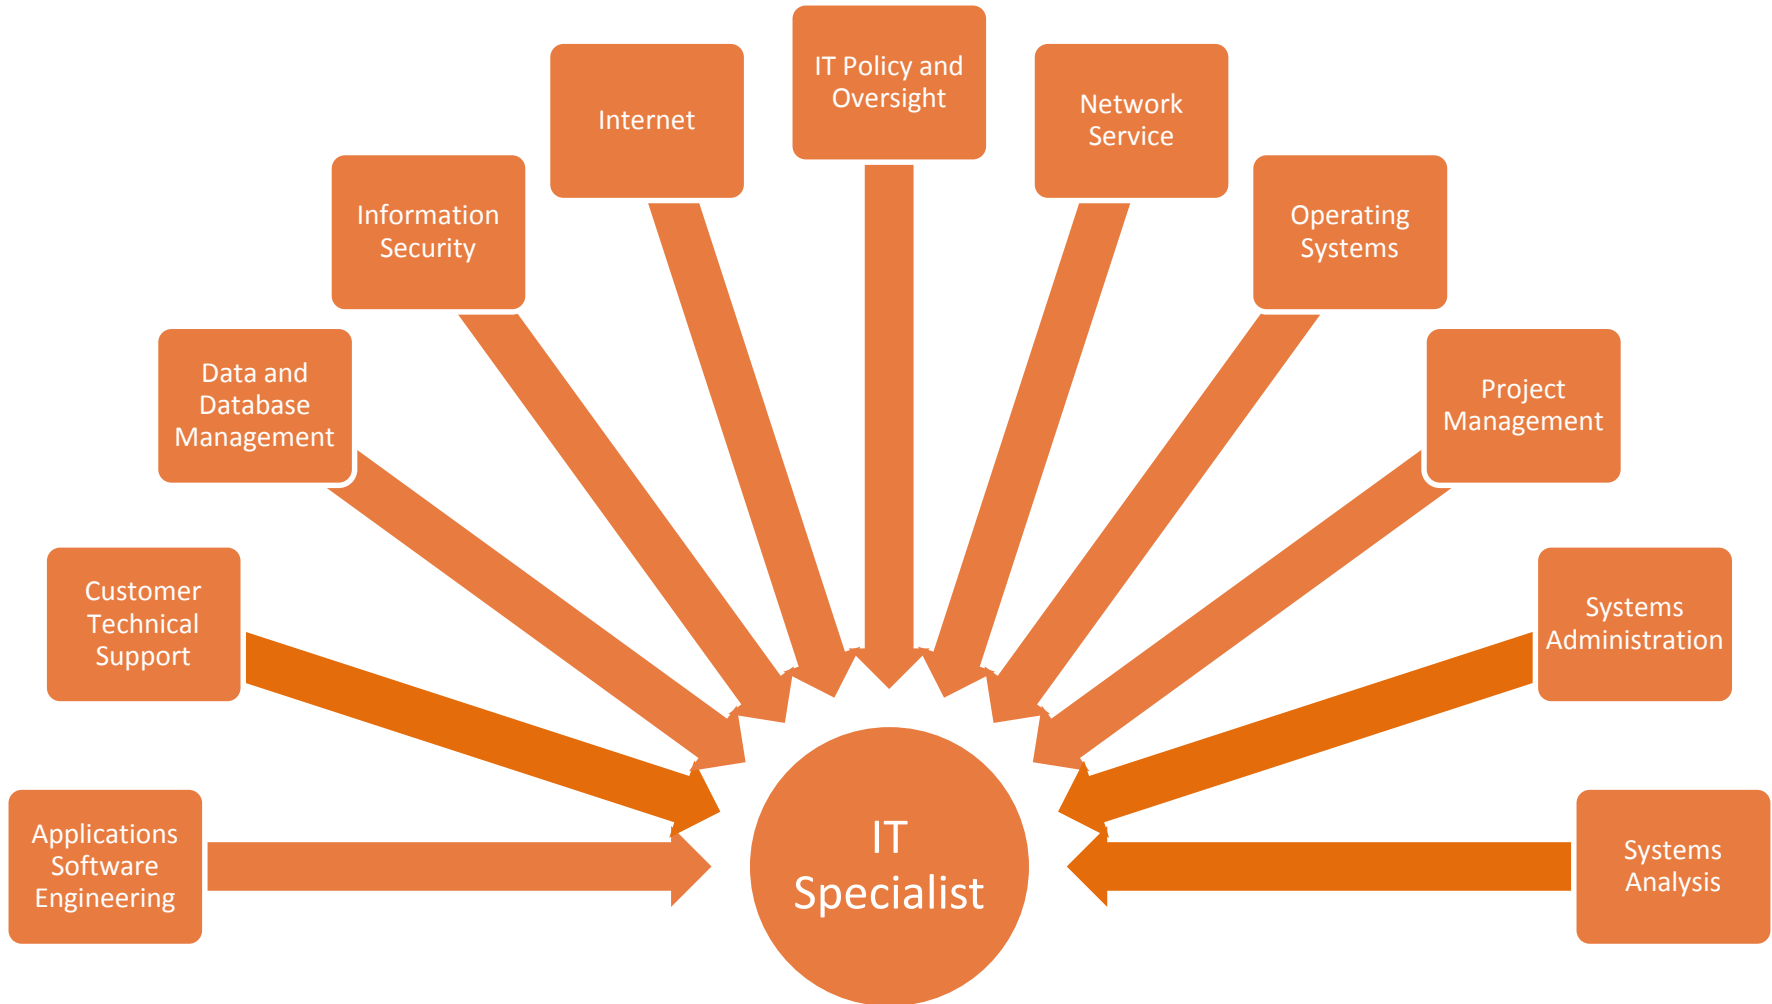 IT Policy and
Oversight
Internet
Network
Service
Information
Security
Operating
Systems
Data and
Database
Management
Project
Management
Customer
Technical
Support
Systems
Administration
Applications
Software
Engineering
IT
Specialist
Systems
Analysis